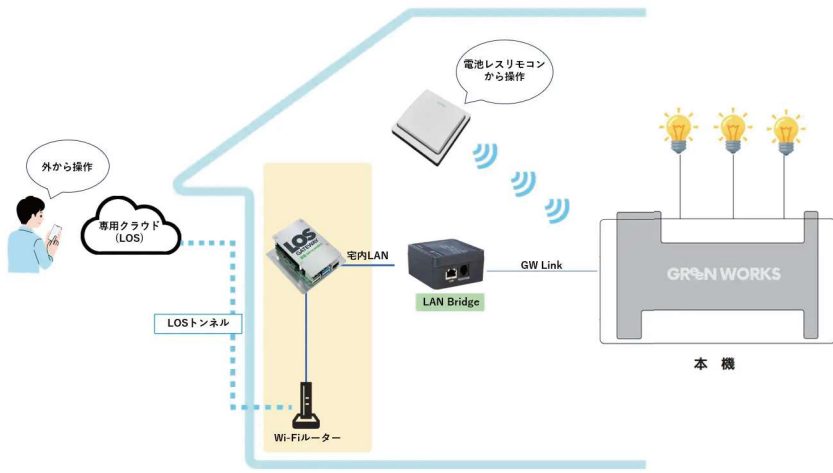 電池レスリモコン
から操作
外から操作
専用クラウド
(LOS)
LOS
GATEWAY
宅内LAN
GW Link
LAN Bridge
GREEN WORKS
LOSトンネル
本 機
Wi-Fiルーター